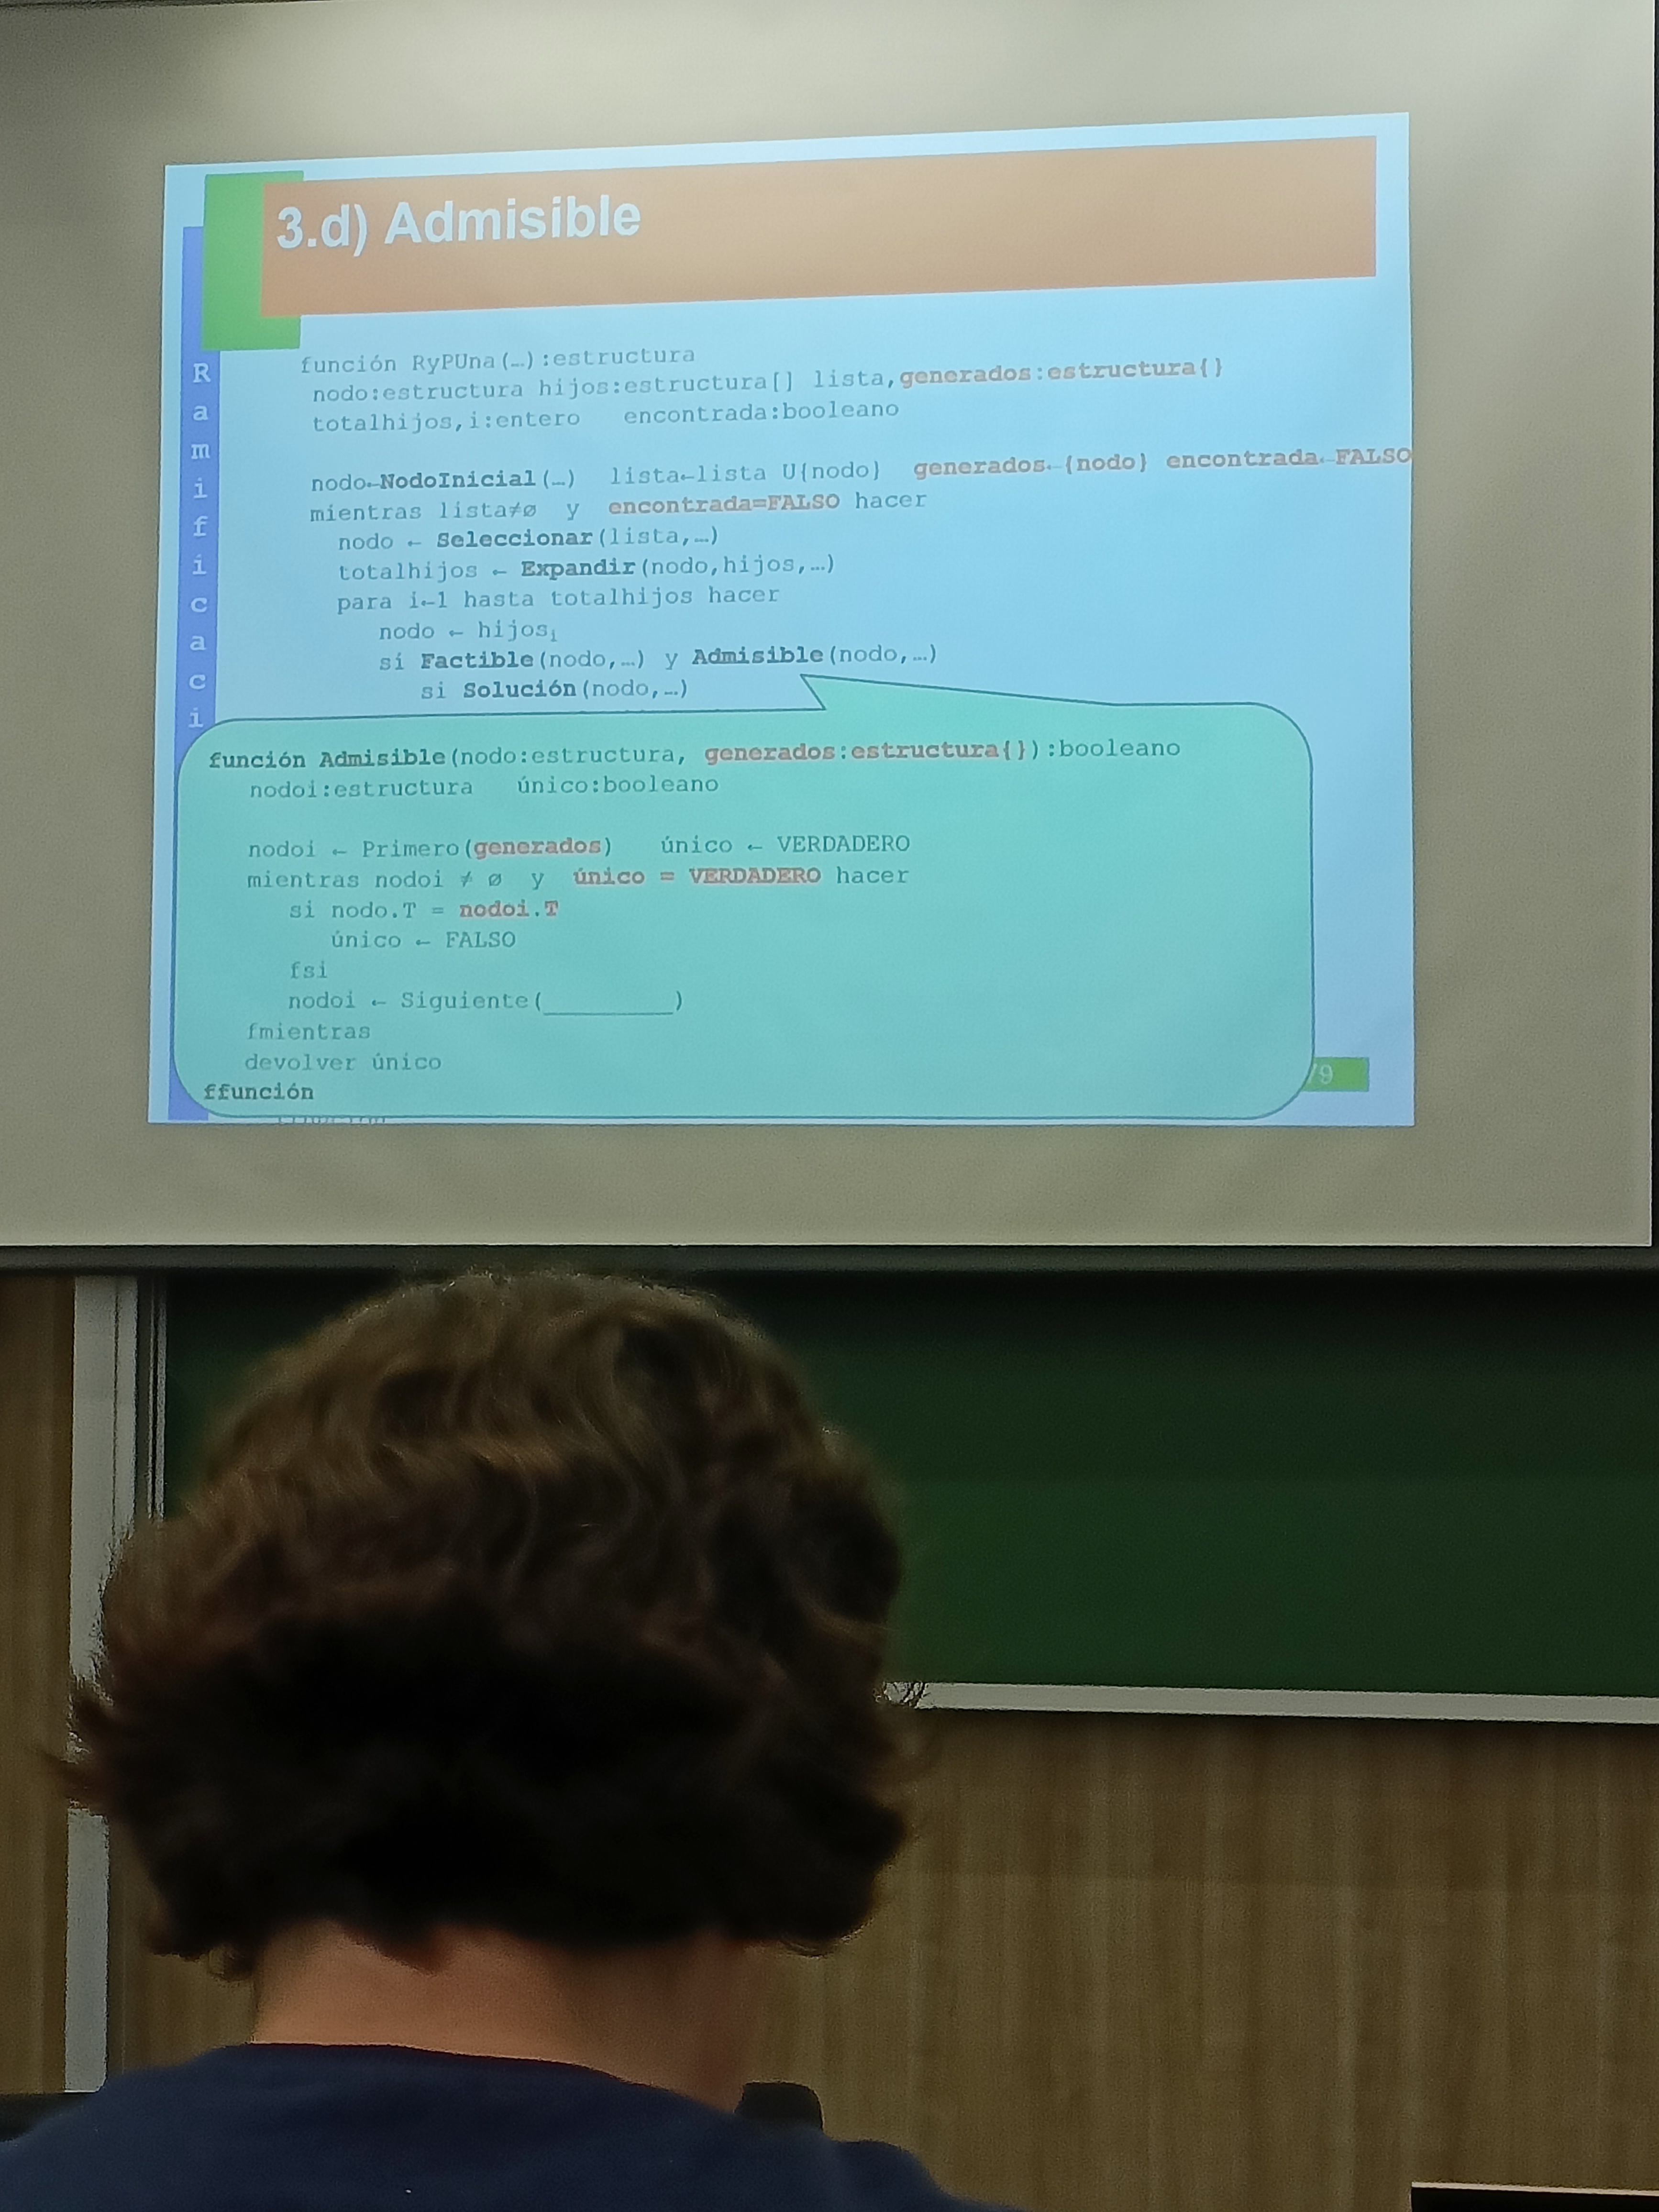 3.d) Admisible
Ramificaci
función RyPUna(…):estructura
nodo:estructura hijos:estructura[] lista,generados:estructura{}
totalhijos,i:entero encontrada:booleano
nodo←NodoInicial(…) lista←lista U{nodo} generados←{nodo} encontrada←FALSO
mientras lista≠ø y encontrada=FALSO hacer
nodo ← Seleccionar(lista,…)
totalhijos ← Expandir(nodo,hijos,…)
para i←1 hasta totalhijos hacer
nodo ← hijosi
si Factible(nodo,…) y Admisible(nodo,…)
si Solución(nodo,…)
función Admisible(nodo:estructura, generados:estructura{}):booleano
nodoi:estructura único:booleano
nodoi ← Primero(generados) único ← VERDADERO
mientras nodoi ≠ ø y único = VERDADERO hacer
si nodo.T = nodoi.T
único ← FALSO
fsi
nodoi ← Siguiente(_________)
fmientras
devolver único
ffunción
/9